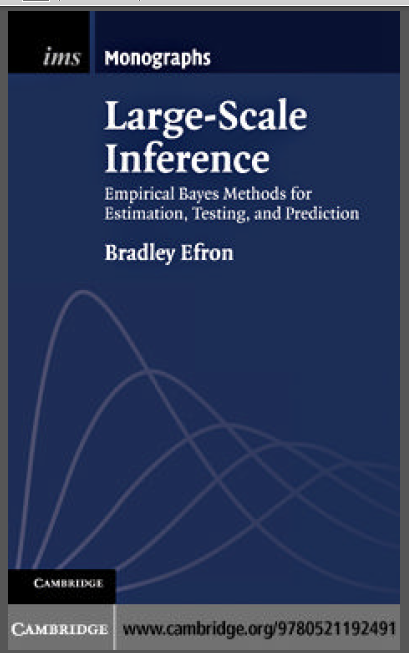 ims Monographs
Large-Scale
Inference
Empirical Bayes Methods for
Estimation, Testing, and Prediction
Bradley Efron
CAMBRIDGE
CAMBRIDGE www.cambridge.org/9780521192491